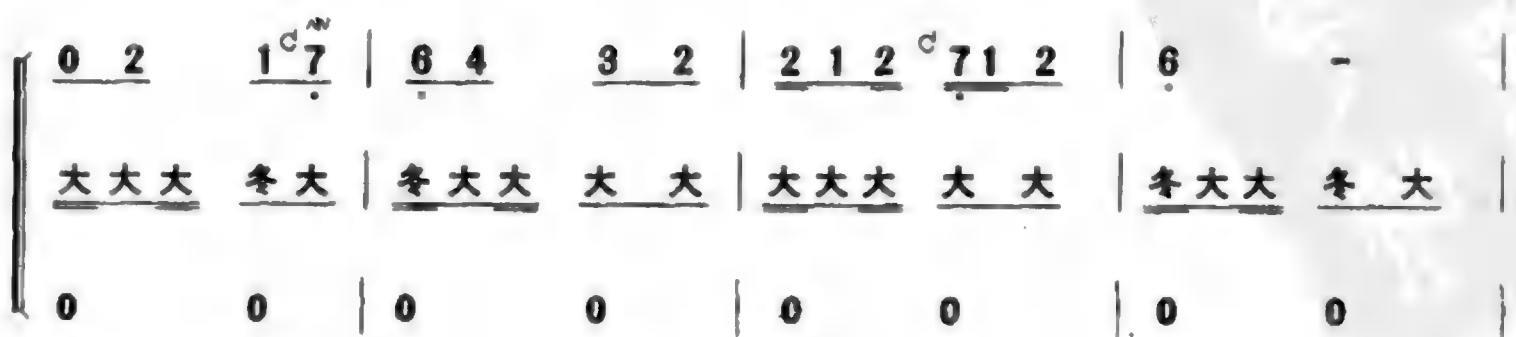 0 2 1 7 | 6 4 3 2 | 2 1 2 7 1 2 | 6 - |
大大大 冬大 | 冬大大 大 大 | 大大大 大 大 | 冬大大 冬 大 |
0 0 | 0 0 | 0 0 | 0 0 |